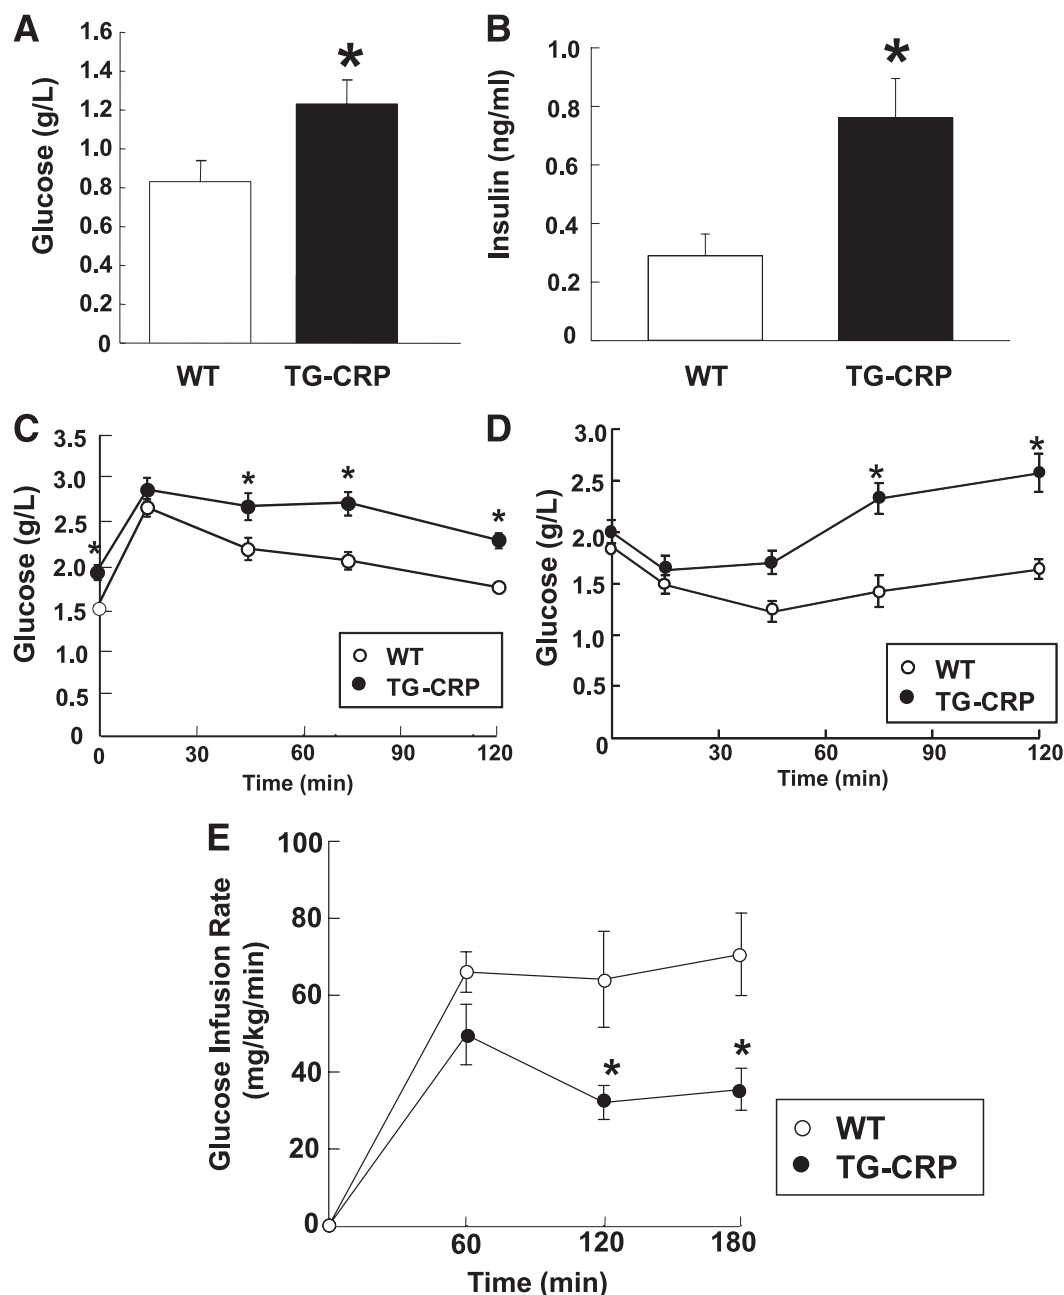 A
Glucose (g/L)
1.6
1.4
1.2
1.0
0.8
0.6
0.4
0.2
0
*
WT TG-CRP
B
Insulin (ng/ml)
1.0
0.8
0.6
0.4
0.2
0
*
WT TG-CRP
C
Glucose (g/L)
3.5
3.0
2.5
2.0
1.5
1.0
0.5
0
* * * *
WT
TG-CRP
0 30 60 90 120
Time (min)
D
Glucose (g/L)
3.0
2.5
2.0
1.5
1.0
0.5
0
* *
WT
TG-CRP
0 30 60 90 120
Time (min)
E
Glucose Infusion Rate
(mg/kg/min)
100
80
60
40
20
0
* *
60 120 180
Time (min)
WT
TG-CRP